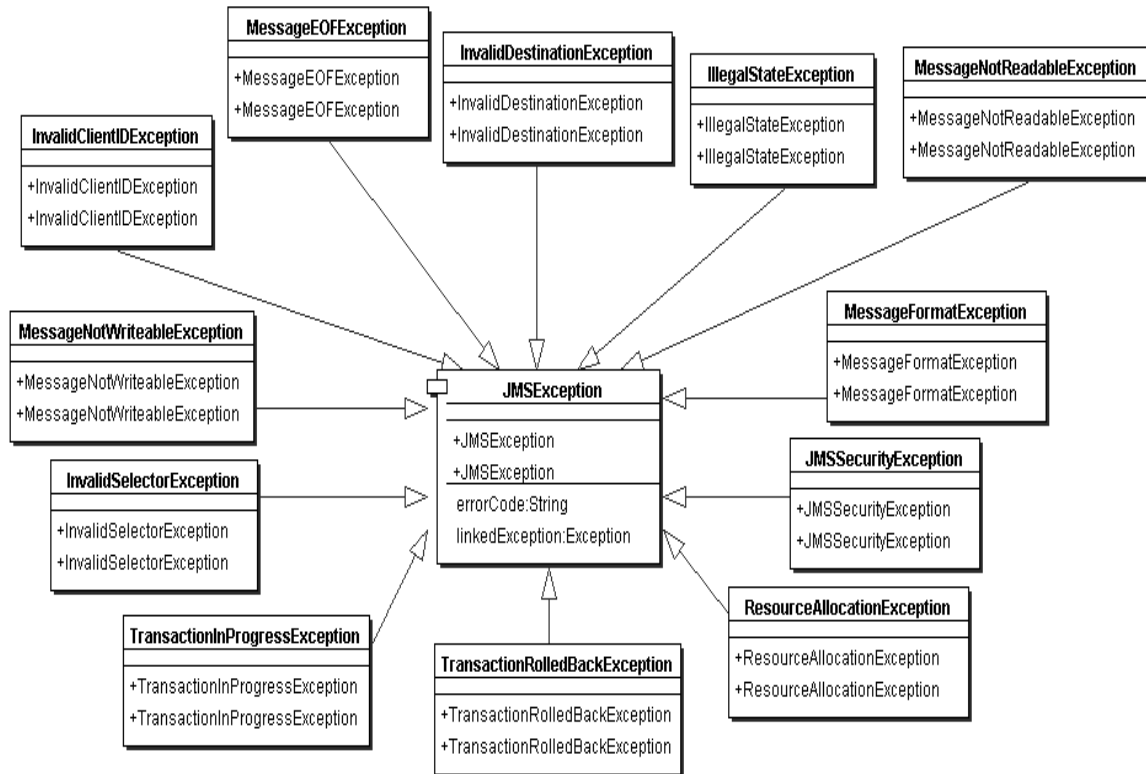 MessageEOFException
+MessageEOFException
+MessageEOFException
InvalidDestinationException
+InvalidDestinationException
+InvalidDestinationException
IllegalStateException
+IllegalStateException
+IllegalStateException
MessageNotReadableException
+MessageNotReadableException
+MessageNotReadableException
InvalidClientIDException
+InvalidClientIDException
+InvalidClientIDException
MessageNotWriteableException
+MessageNotWriteableException
+MessageNotWriteableException
MessageFormatException
+MessageFormatException
+MessageFormatException
JMSException
+JMSException
+JMSException
errorCode:String
linkedException:Exception
InvalidSelectorException
+InvalidSelectorException
+InvalidSelectorException
JMSSecurityException
+JMSSecurityException
+JMSSecurityException
TransactionInProgressException
+TransactionInProgressException
+TransactionInProgressException
TransactionRolledBackException
+TransactionRolledBackException
+TransactionRolledBackException
ResourceAllocationException
+ResourceAllocationException
+ResourceAllocationException